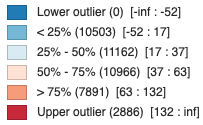 Lower outlier (0) [-inf : -52]
< 25% (10503) [-52 : 17]
25% - 50% (11162) [17 : 37]
50% - 75% (10966) [37 : 63]
> 75% (7891) [63 : 132]
Upper outlier (2886) [132 : inf]